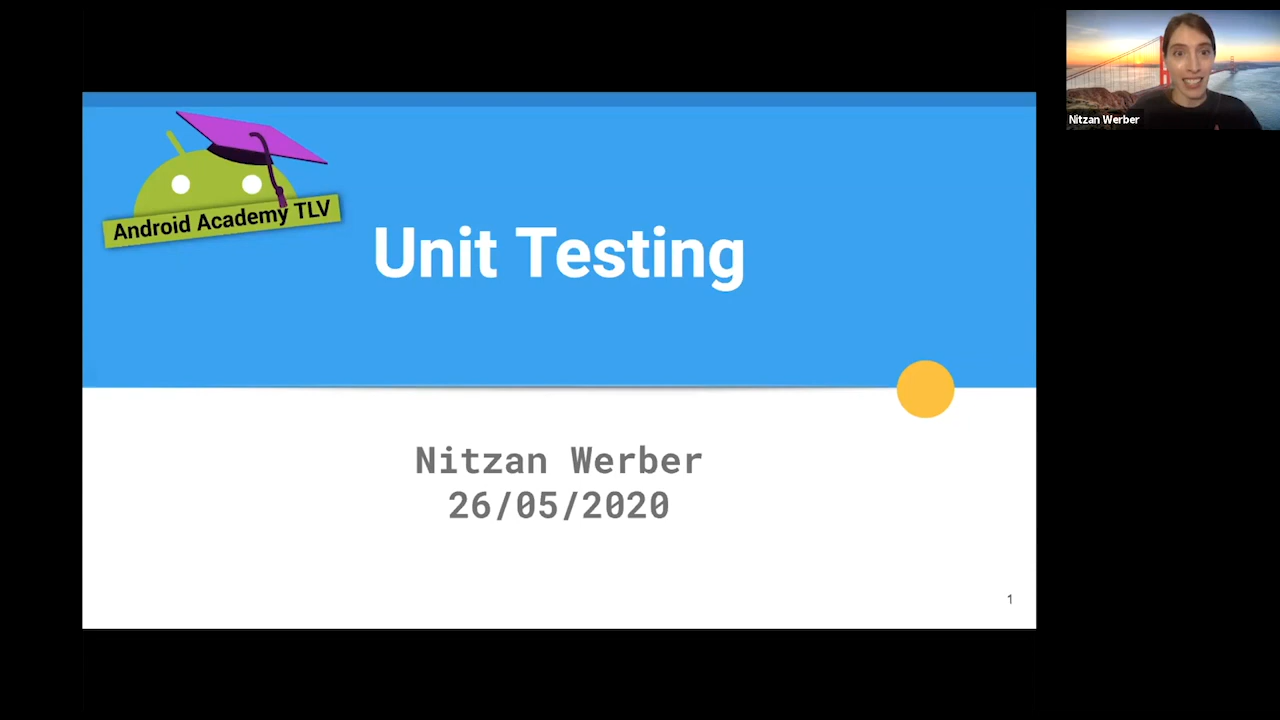 Android Academy TLV
Unit Testing
Nitzan Werber
26/05/2020
1
Nitzan Werber